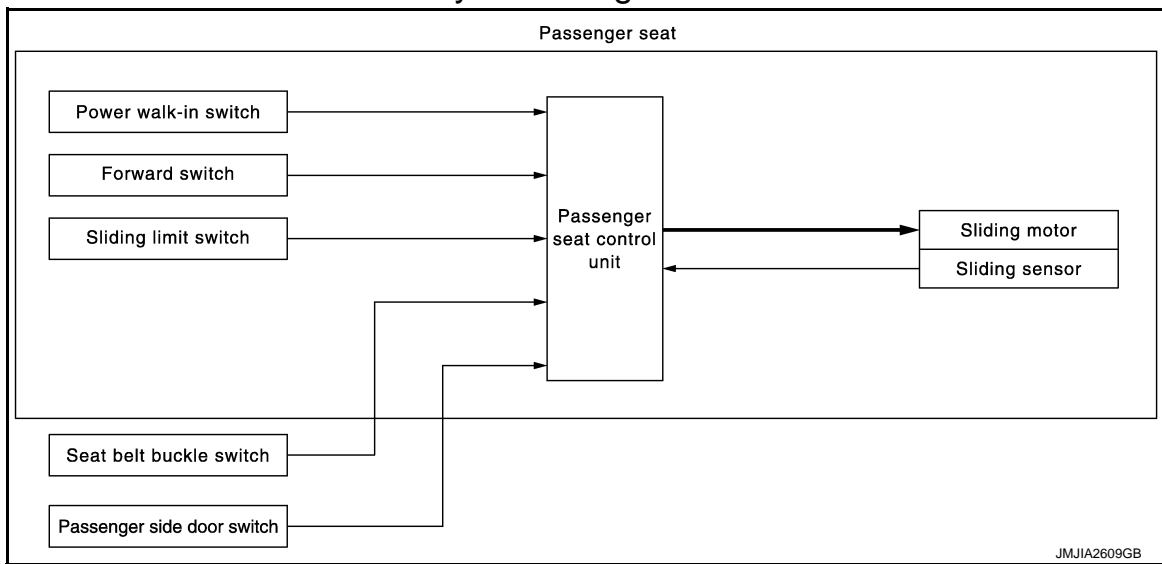 Passenger seat
Power walk-in switch
Forward switch
Sliding limit switch
Passenger
seat control
unit
Sliding motor
Sliding sensor
Seat belt buckle switch
Passenger side door switch
JMJIA2609GB